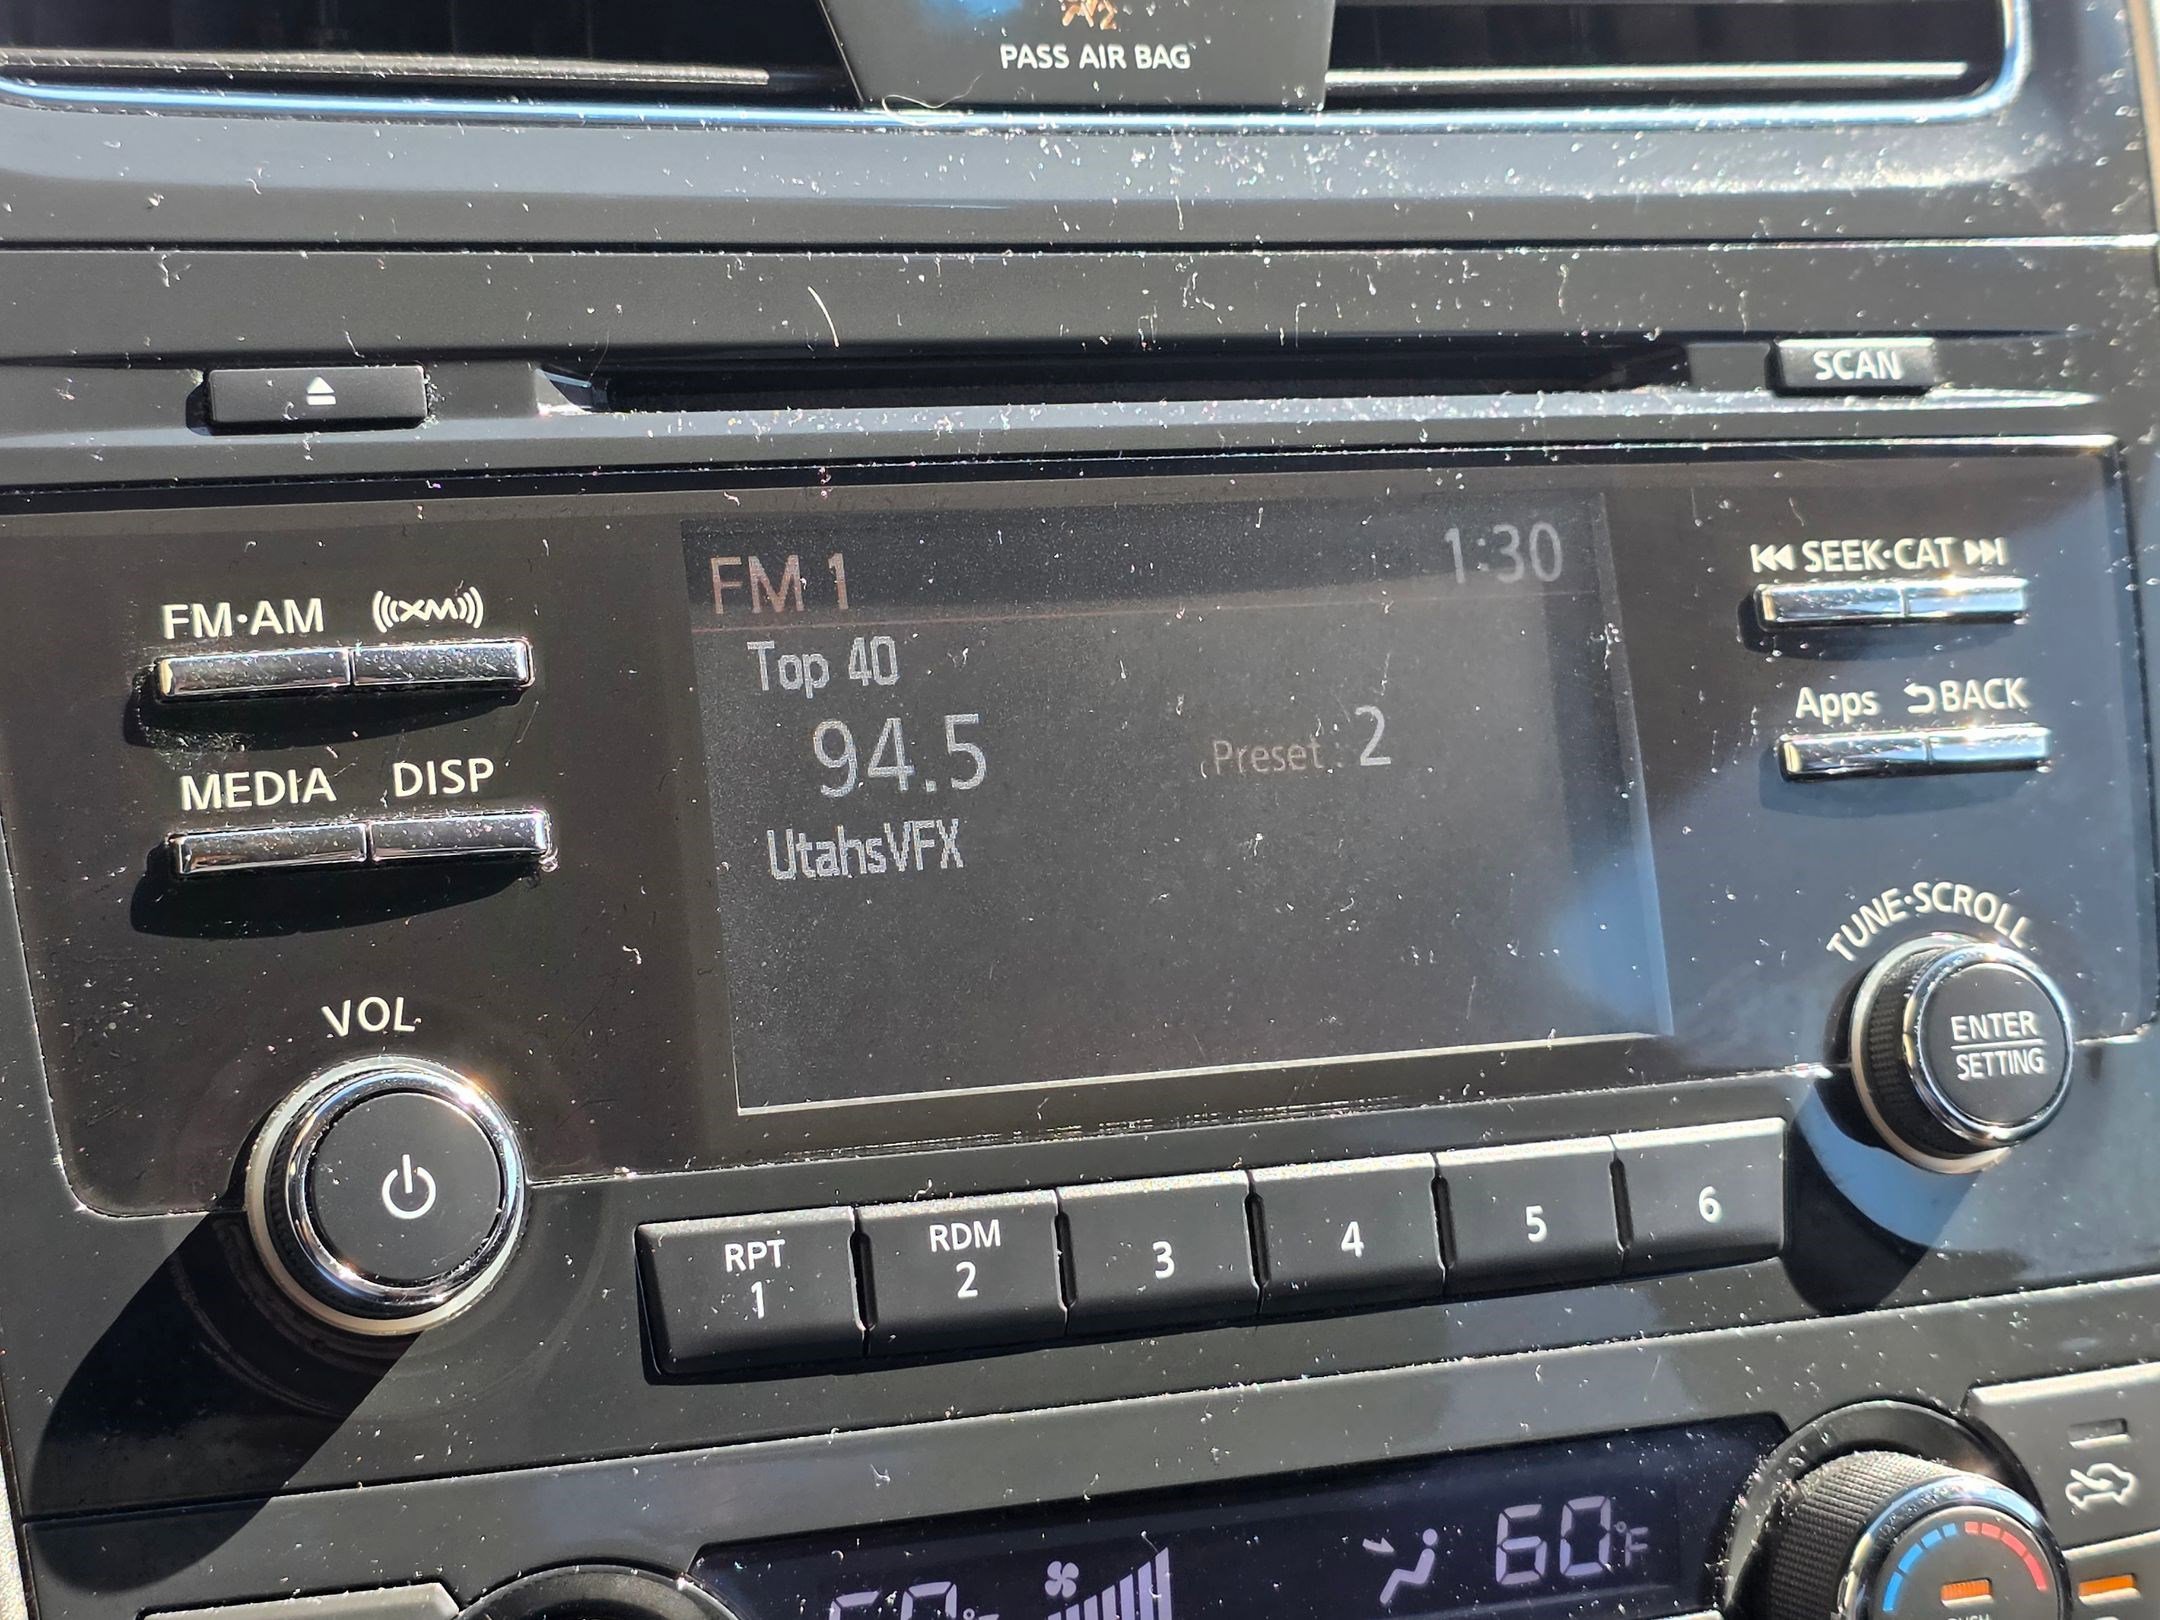 PASS AIR BAG
SCAN
FM 1 1:30
SEEK·CAT
FM·AM XM
Top 40
Apps BACK
94.5 Preset : 2
MEDIA DISP
UtahsVFX
TUNE·SCROLL
VOL
ENTER
SETTING
RPT
1
RDM
2
3
4
5
6
60°F